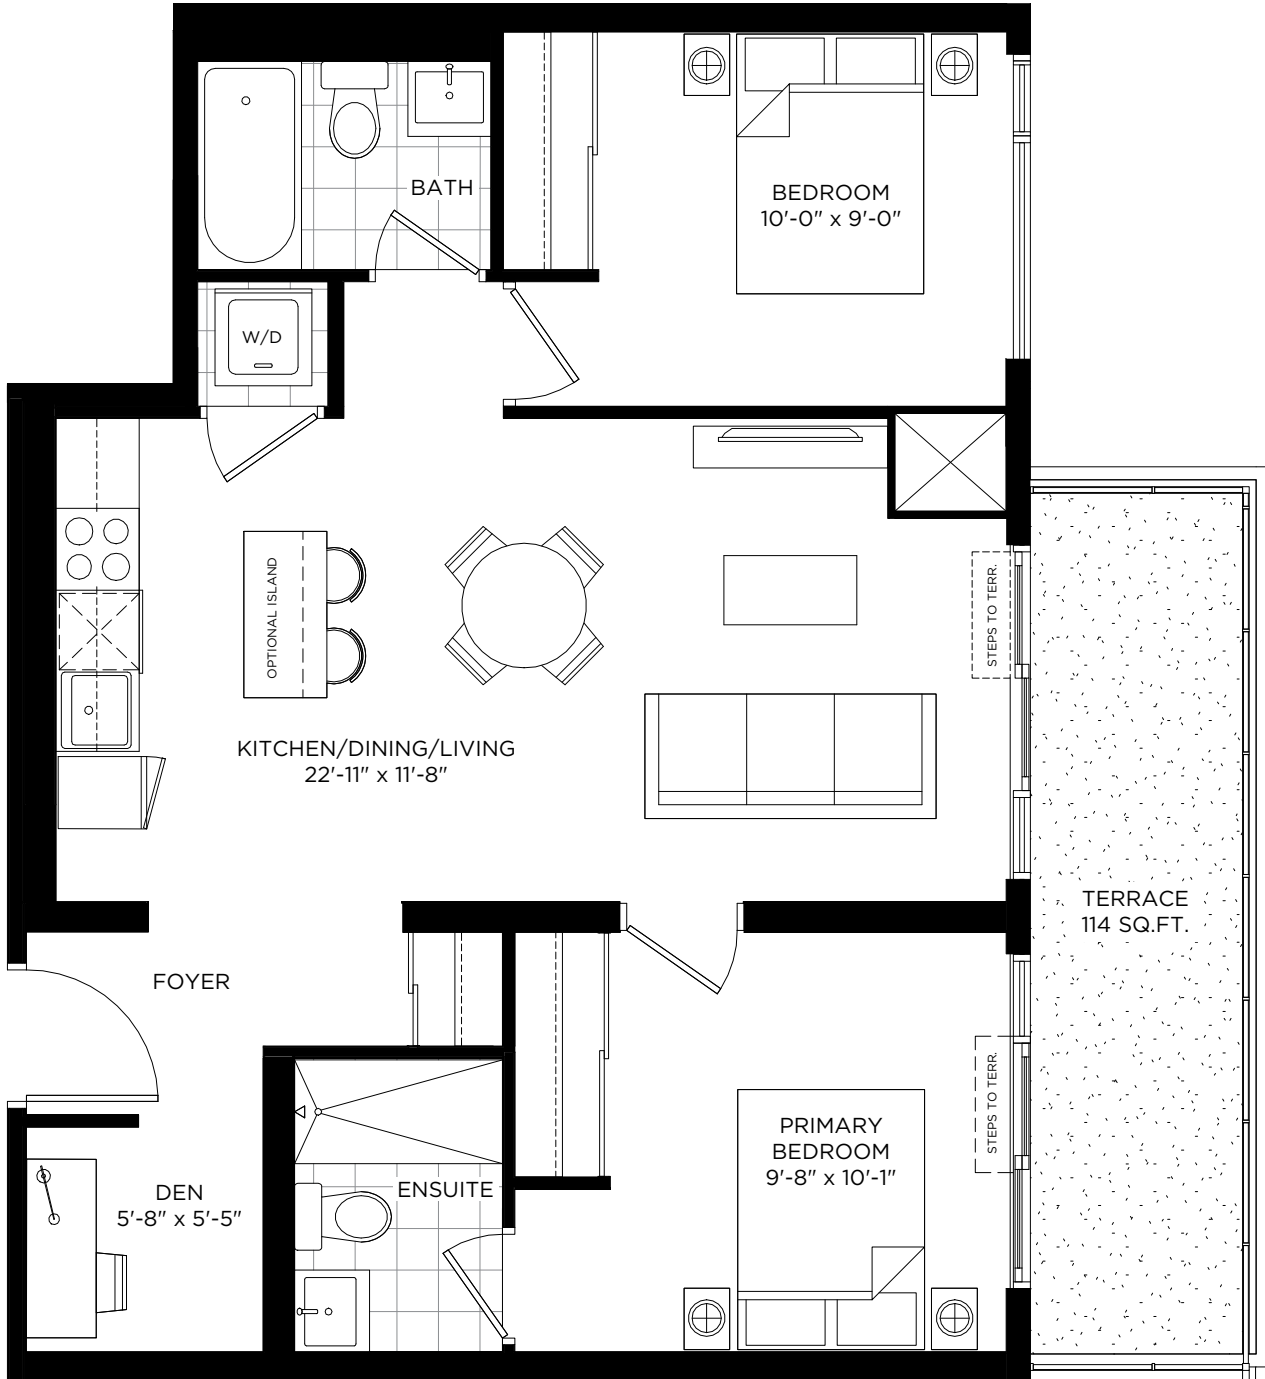 BATH
BEDROOM
10'-0" x 9'-0"
W/D
OPTIONAL ISLAND
STEPS TO TERR.
KITCHEN/DINING/LIVING
22'-11" x 11'-8"
TERRACE
114 SQ.FT.
FOYER
STEPS TO TERR.
PRIMARY
BEDROOM
9'-8" x 10'-1"
ENSUITE
DEN
5'-8" x 5'-5"